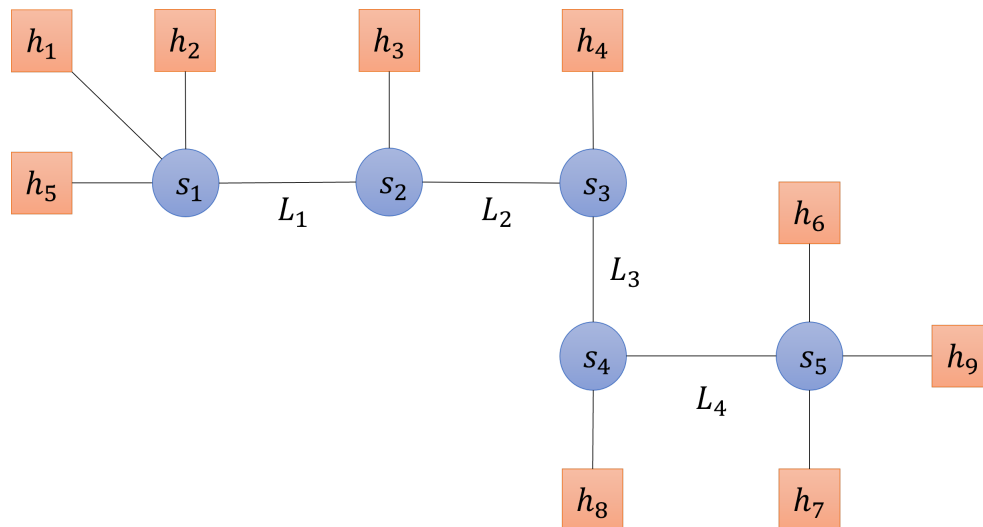 h₁ h₂ h₃ h₄
h₅ s₁ s₂ s₃
L₁ L₂
h₆
L₃
s₄ s₅ h₉
L₄
h₈ h₇